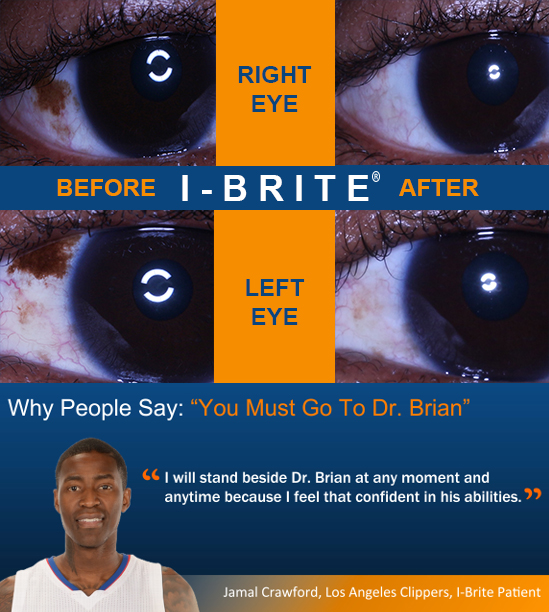 RIGHT
EYE
BEFORE I-BRITE® AFTER
LEFT
EYE
Why People Say: “You Must Go To Dr. Brian”
“I will stand beside Dr. Brian at any moment and
anytime because I feel that confident in his abilities.”
Jamal Crawford, Los Angeles Clippers, I-Brite Patient